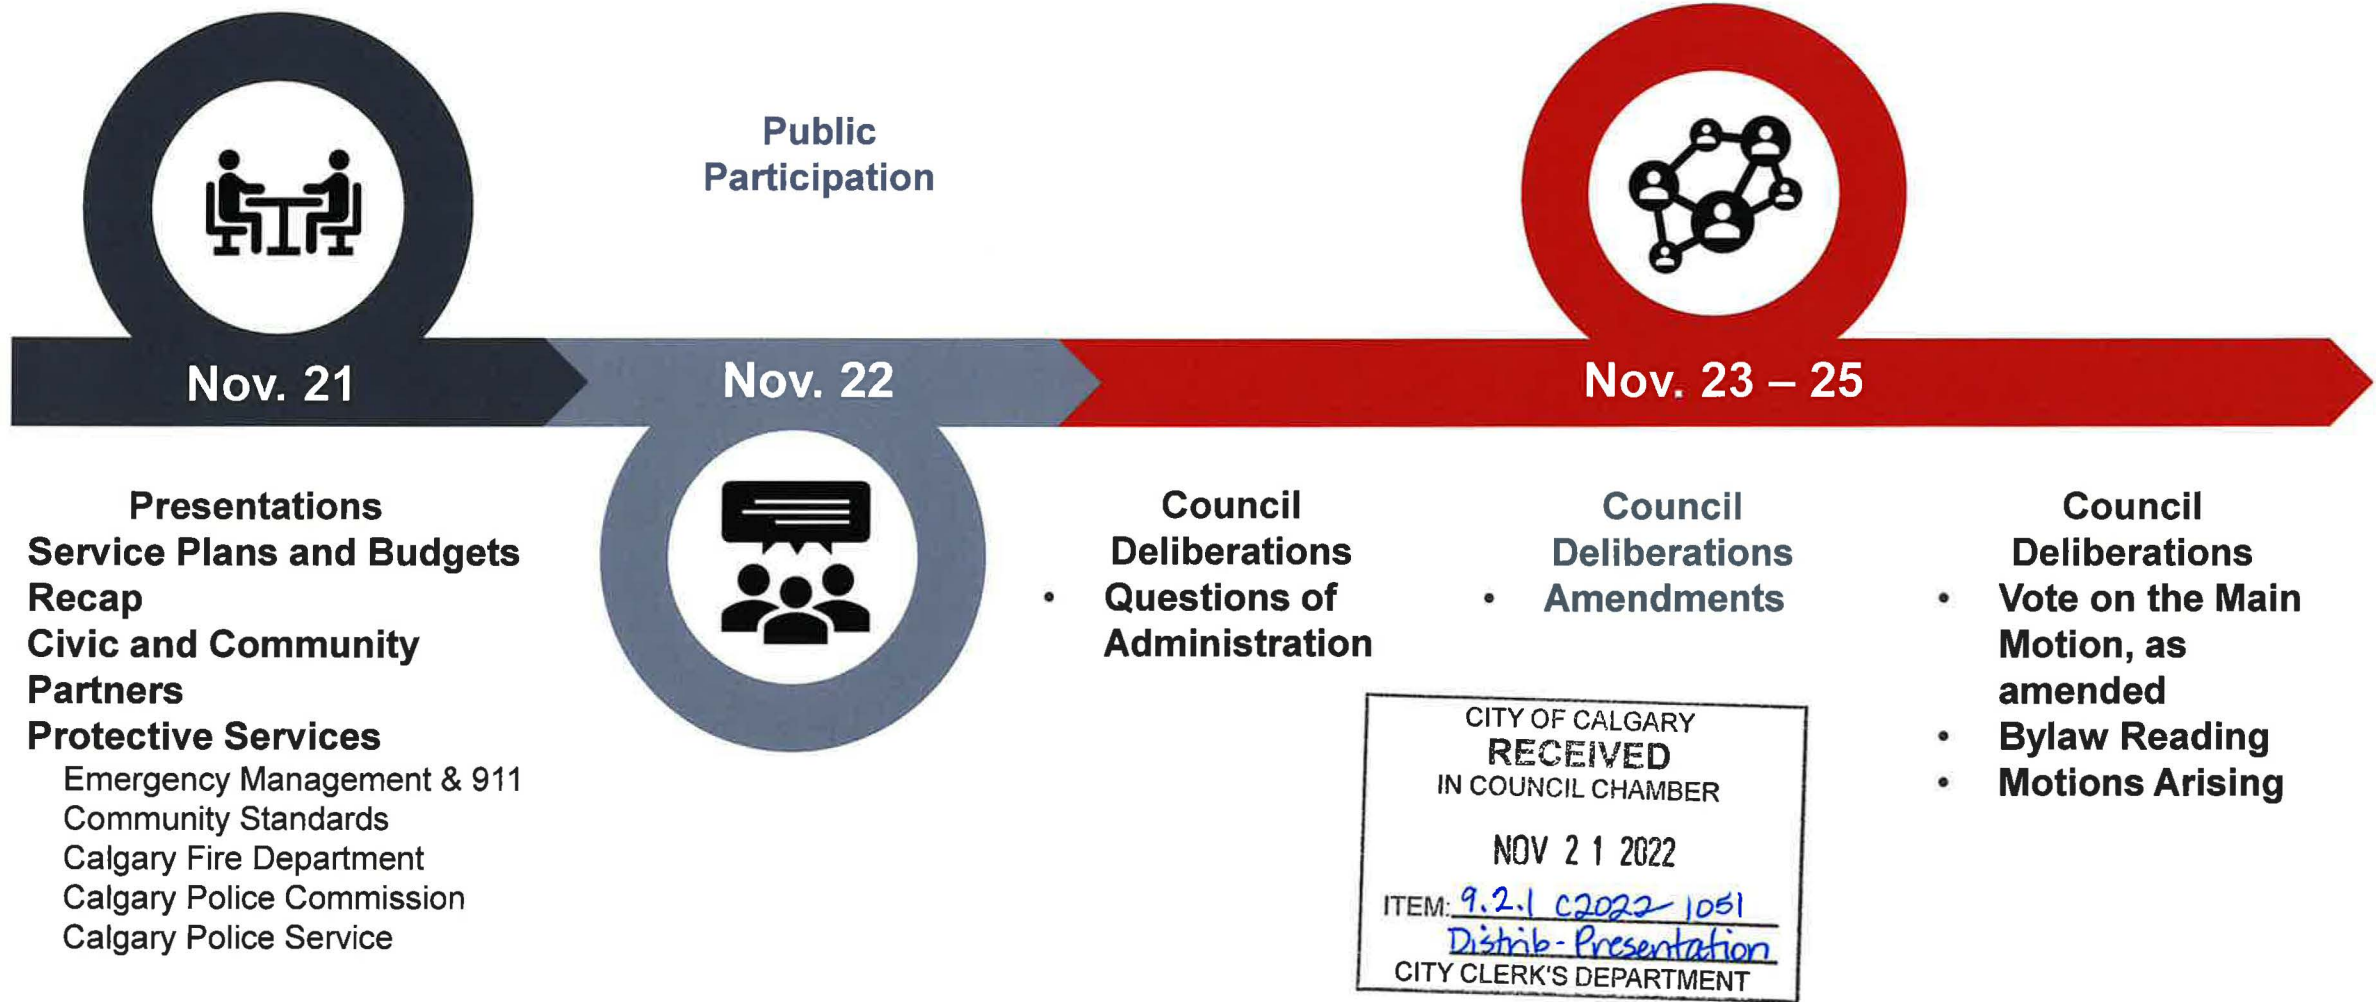 Public
Participation
Nov. 21
Nov. 22
Nov. 23 – 25
Presentations
Service Plans and Budgets
Recap
Civic and Community
Partners
Protective Services
Emergency Management & 911
Community Standards
Calgary Fire Department
Calgary Police Commission
Calgary Police Service
Council
Deliberations
• Questions of
Administration
Council
Deliberations
• Amendments
Council
Deliberations
• Vote on the Main
Motion, as
amended
• Bylaw Reading
• Motions Arising
CITY OF CALGARY
RECEIVED
IN COUNCIL CHAMBER
NOV 21 2022
ITEM: 9.2.1 C2022-1051
Distrib-Presentation
CITY CLERK'S DEPARTMENT